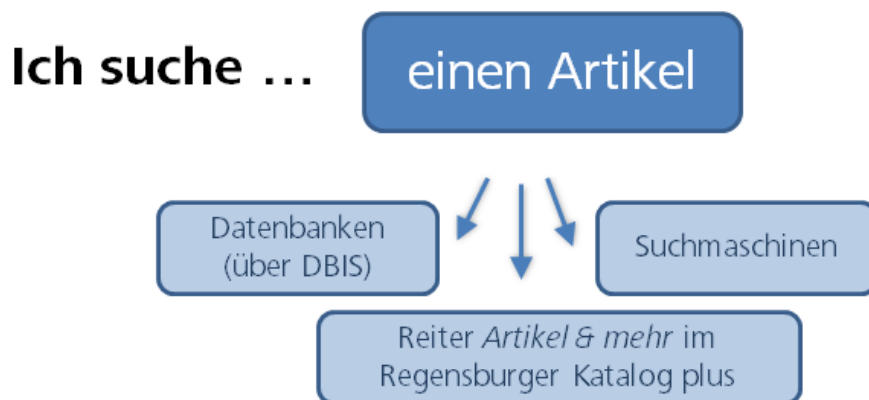 Ich suche …
einen Artikel
Datenbanken
(über DBIS)
Suchmaschinen
Reiter Artikel & mehr im
Regensburger Katalog plus